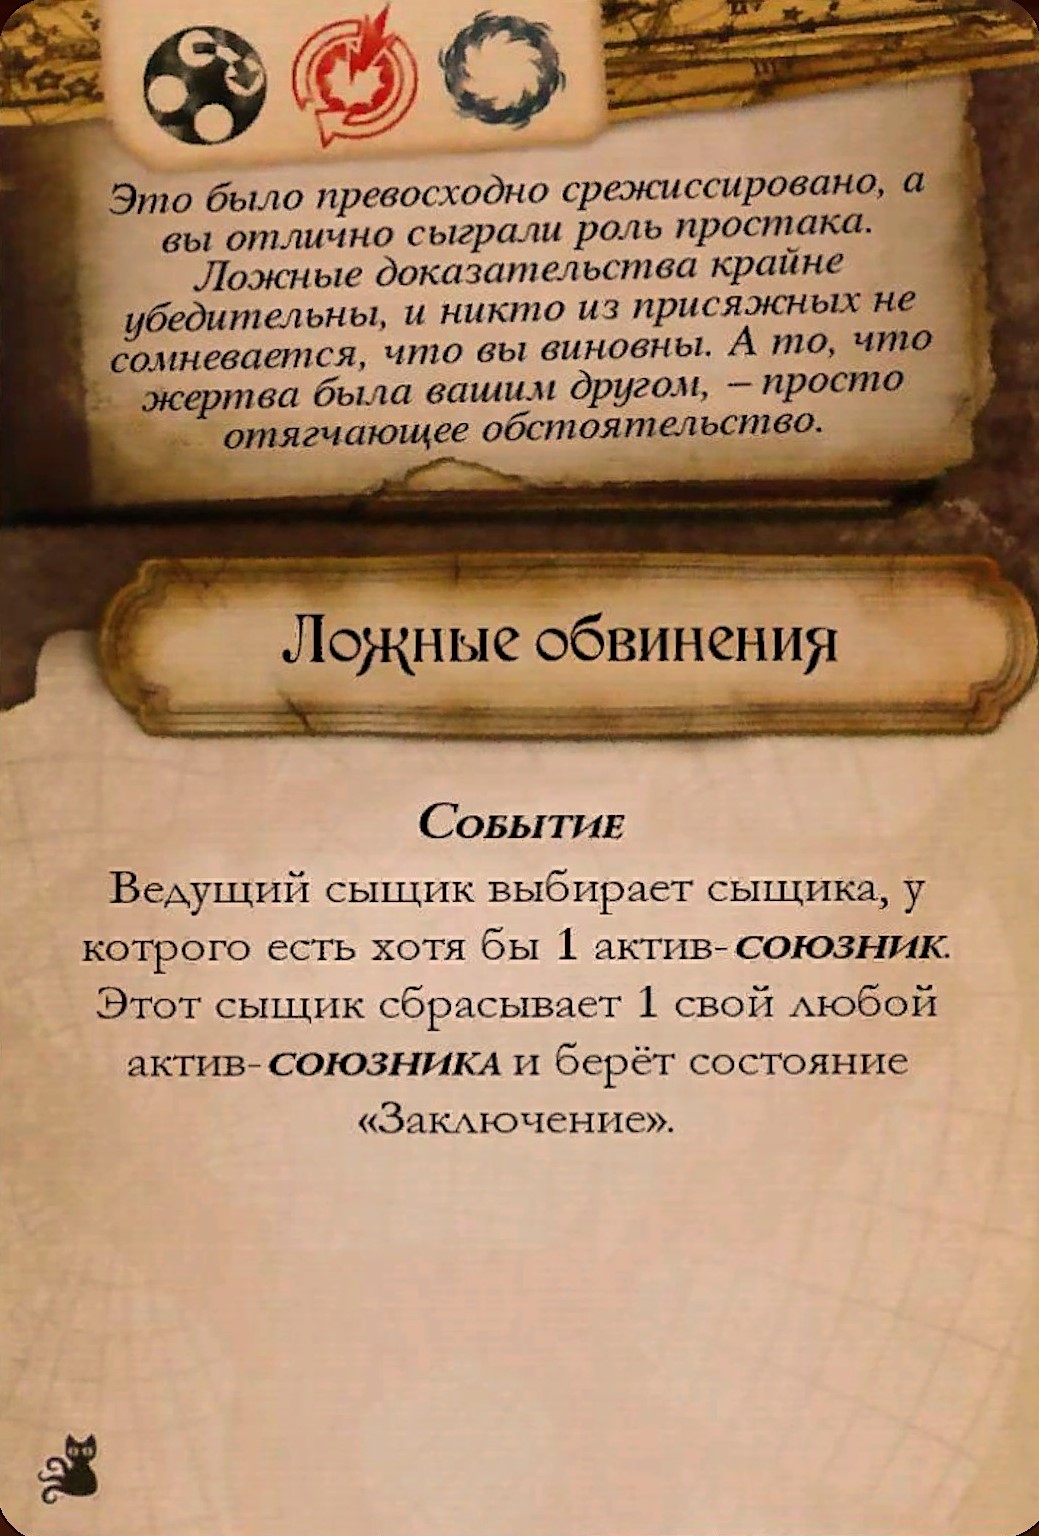 Это было превосходно срежиссировано, а
вы отлично сыграли роль простака.
Ложные доказательства крайне
убедительны, и никто из присяжных не
сомневается, что вы виновны. А то, что
жертва была вашим другом, – просто
отягчающее обстоятельство.
Ложные обвинения
Событие
Ведущий сыщик выбирает сыщика, у
котрого есть хотя бы 1 актив-союзник.
Этот сыщик сбрасывает 1 свой любой
актив-союзника и берёт состояние
«Заключение».